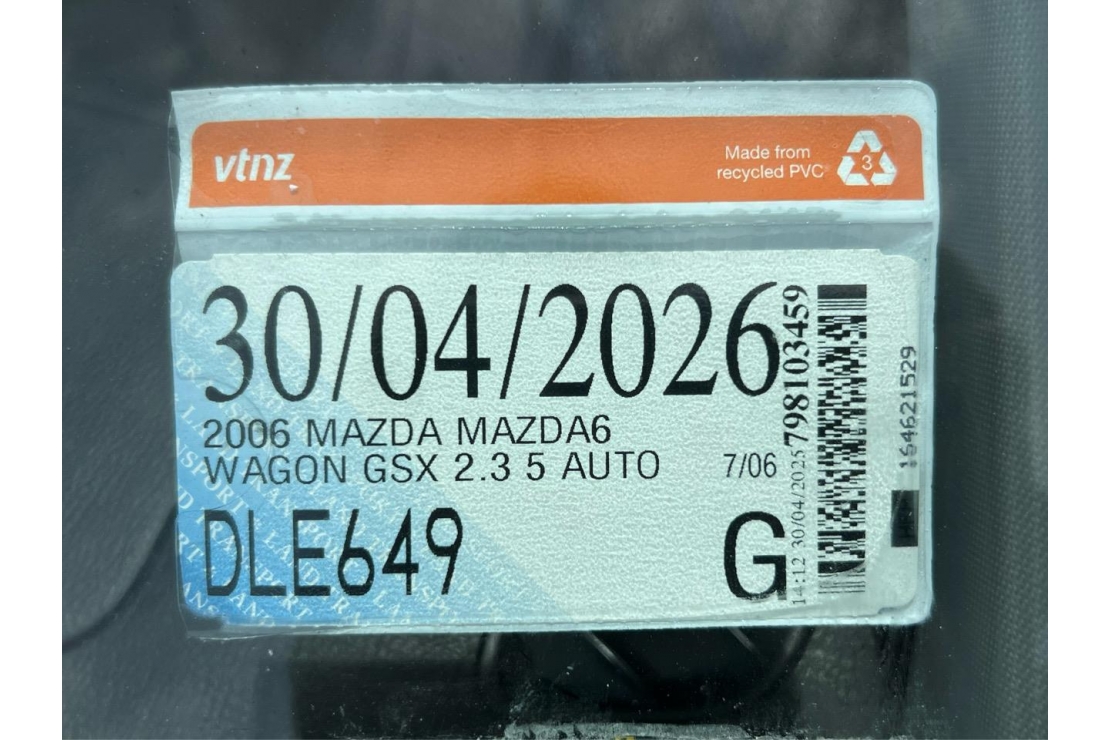 vtnz
Made from
recycled PVC
3
30/04/2026
2006 MAZDA MAZDA6
WAGON GSX 2.3 5 AUTO 7/06
DLE649 G
14:12 30/04/2025 798103459
164621529